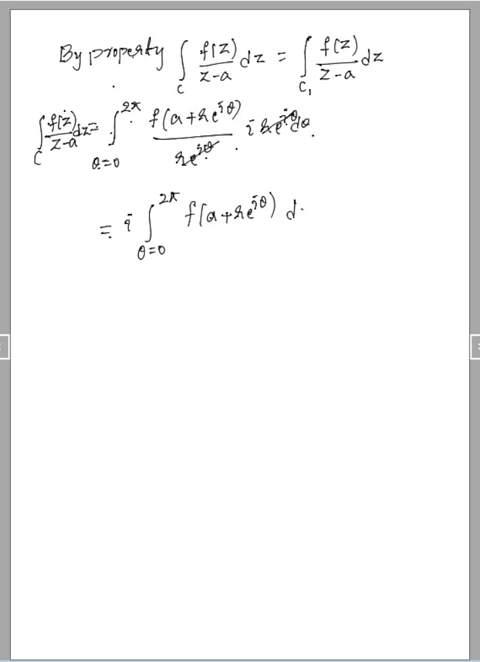 By property ∫_C f(z)/(z-a) dz = ∫_C₁ f(z)/(z-a) dz
∫_C f(z)/(z-a) dz = ∫_{θ=0}^{2π} f(a+re^{iθ})/(re^{iθ}) · i re^{iθ} dθ.
= i ∫_{θ=0}^{2π} f(a+re^{iθ}) d.